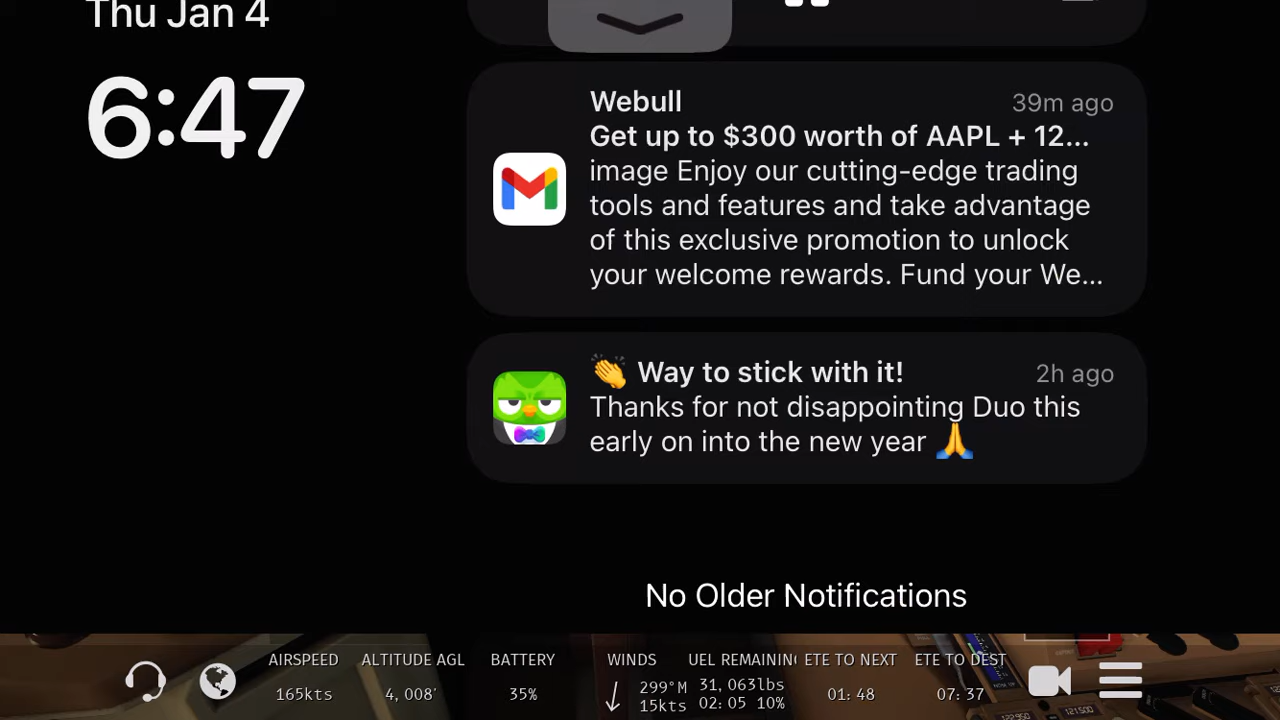 Thu Jan 4
6:47
Webull
39m ago
Get up to $300 worth of AAPL + 12...
image Enjoy our cutting-edge trading
tools and features and take advantage
of this exclusive promotion to unlock
your welcome rewards. Fund your We...
👏 Way to stick with it!
2h ago
Thanks for not disappointing Duo this
early on into the new year 🙏
No Older Notifications
AIRSPEED
165kts
ALTITUDE AGL
4,008'
BATTERY
35%
WINDS
299°M
15kts
UEL REMAININ
31,063lbs
02:05 10%
ETE TO NEXT
01:48
ETE TO DEST
07:37
122.950
121.500